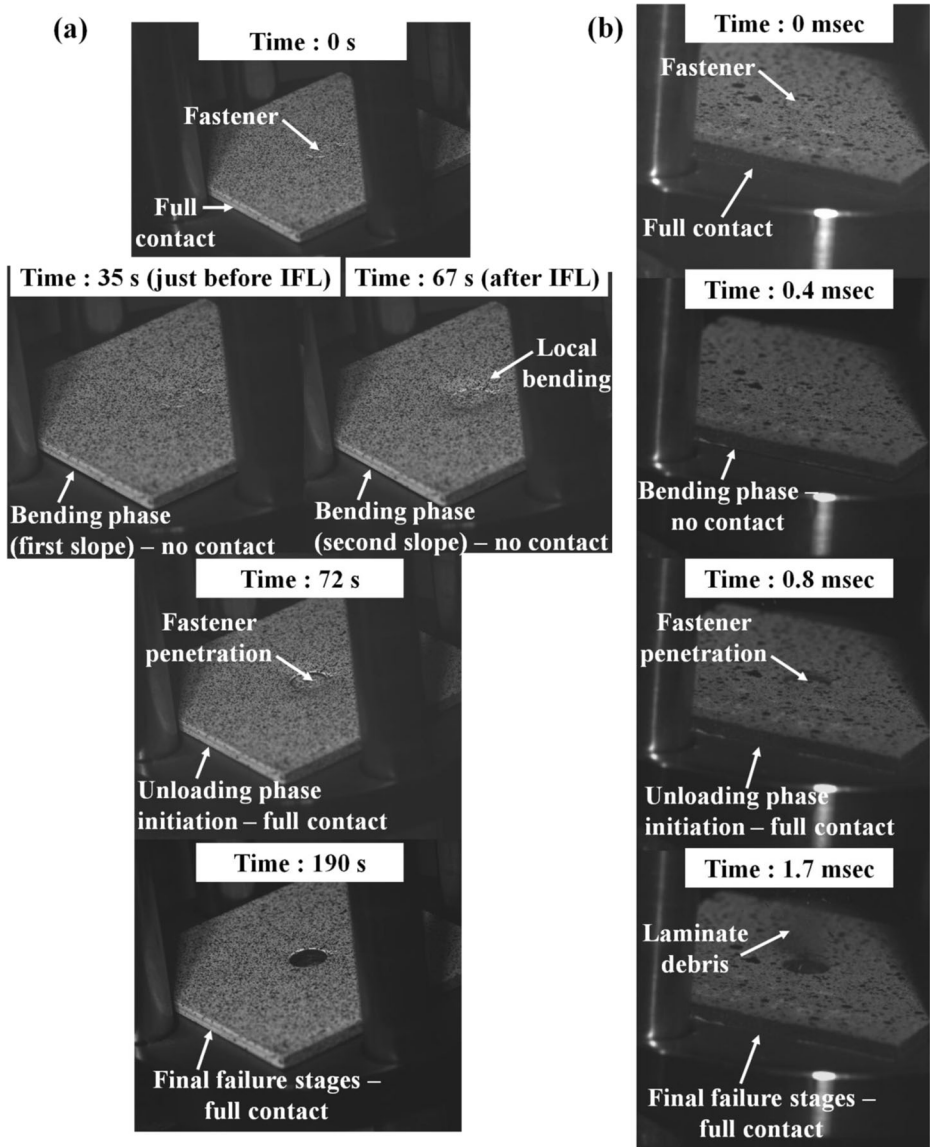 (a)
Time : 0 s
Fastener
Full
contact
Time : 35 s (just before IFL)
Time : 67 s (after IFL)
Local
bending
Bending phase
(first slope) – no contact
Bending phase
(second slope) – no contact
Time : 72 s
Fastener
penetration
Unloading phase
initiation – full contact
Time : 190 s
Final failure stages –
full contact
(b)
Time : 0 msec
Fastener
Full contact
Time : 0.4 msec
Bending phase –
no contact
Time : 0.8 msec
Fastener
penetration
Unloading phase
initiation – full contact
Time : 1.7 msec
Laminate
debris
Final failure stages –
full contact